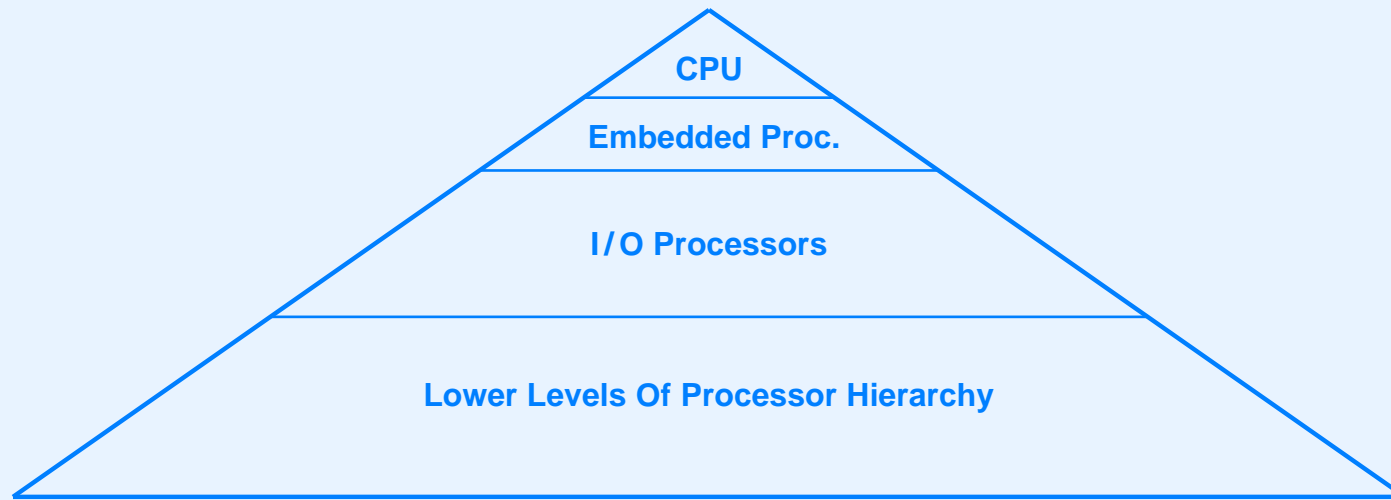 CPU
Embedded Proc.
I/O Processors
Lower Levels Of Processor Hierarchy